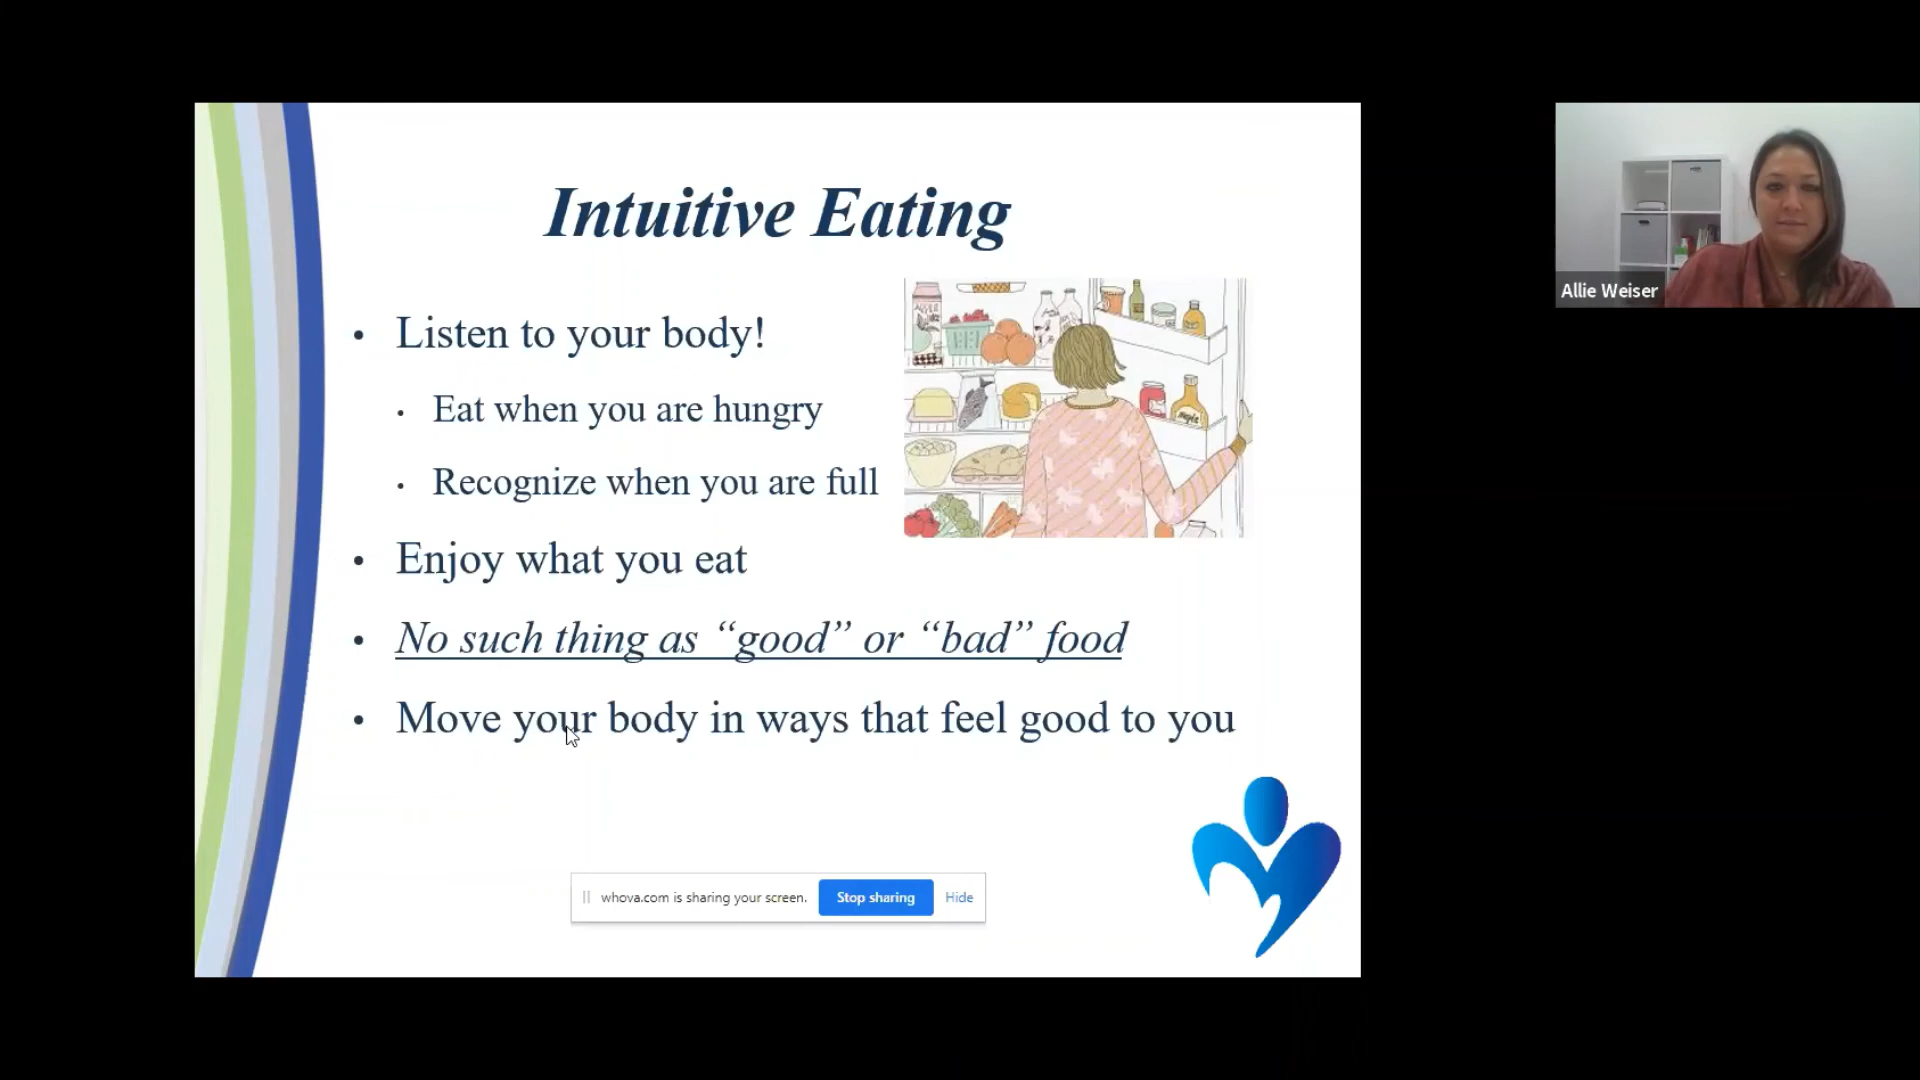 Intuitive Eating
• Listen to your body!
• Eat when you are hungry
• Recognize when you are full
• Enjoy what you eat
• No such thing as “good” or “bad” food
• Move your body in ways that feel good to you
whova.com is sharing your screen. Stop sharing Hide
Allie Weiser
APPLE
Maple